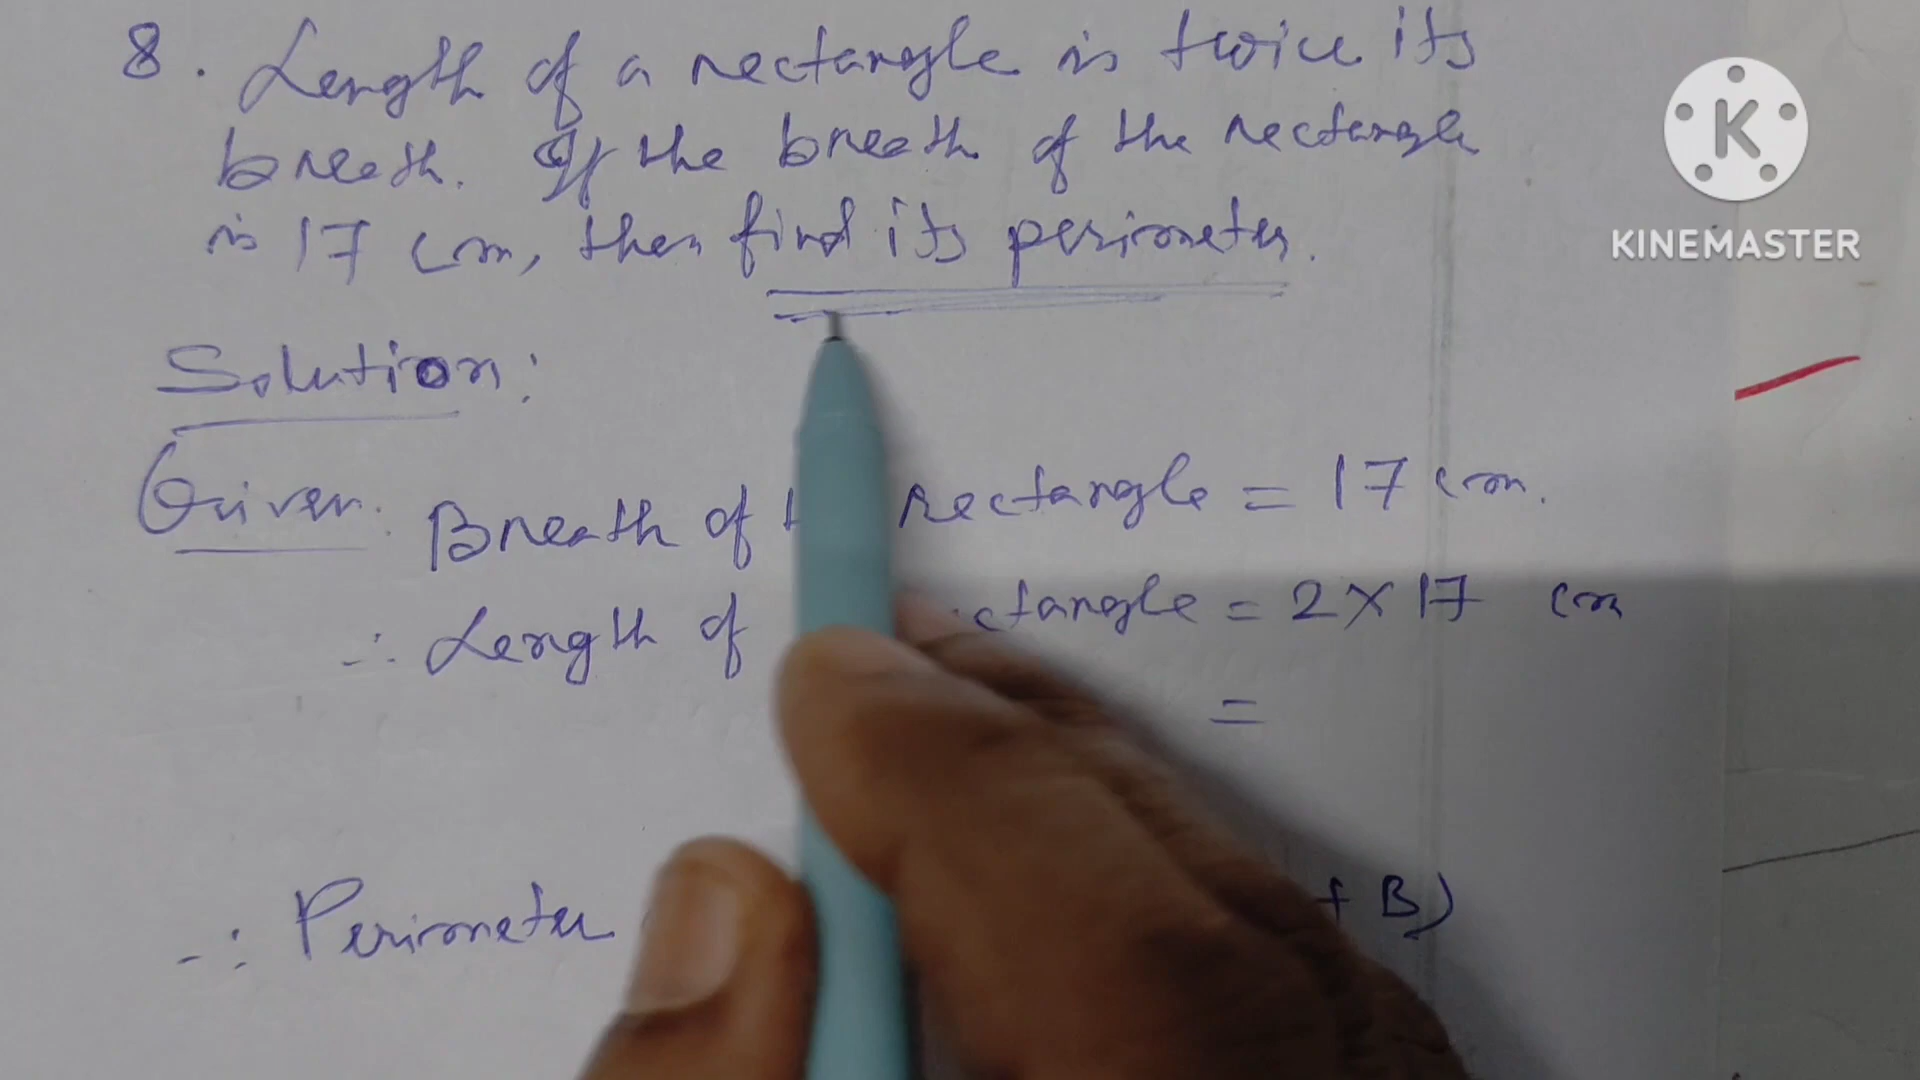 8. Length of a rectangle is twice its
breath. If the breath of the rectangle
is 17 cm, then find its perimeter.
Solution:
Given: Breath of rectangle = 17 cm.
∴ Length of = 2 × 17 cm
=
∴ Perimeter + B)
K
KINEMASTER